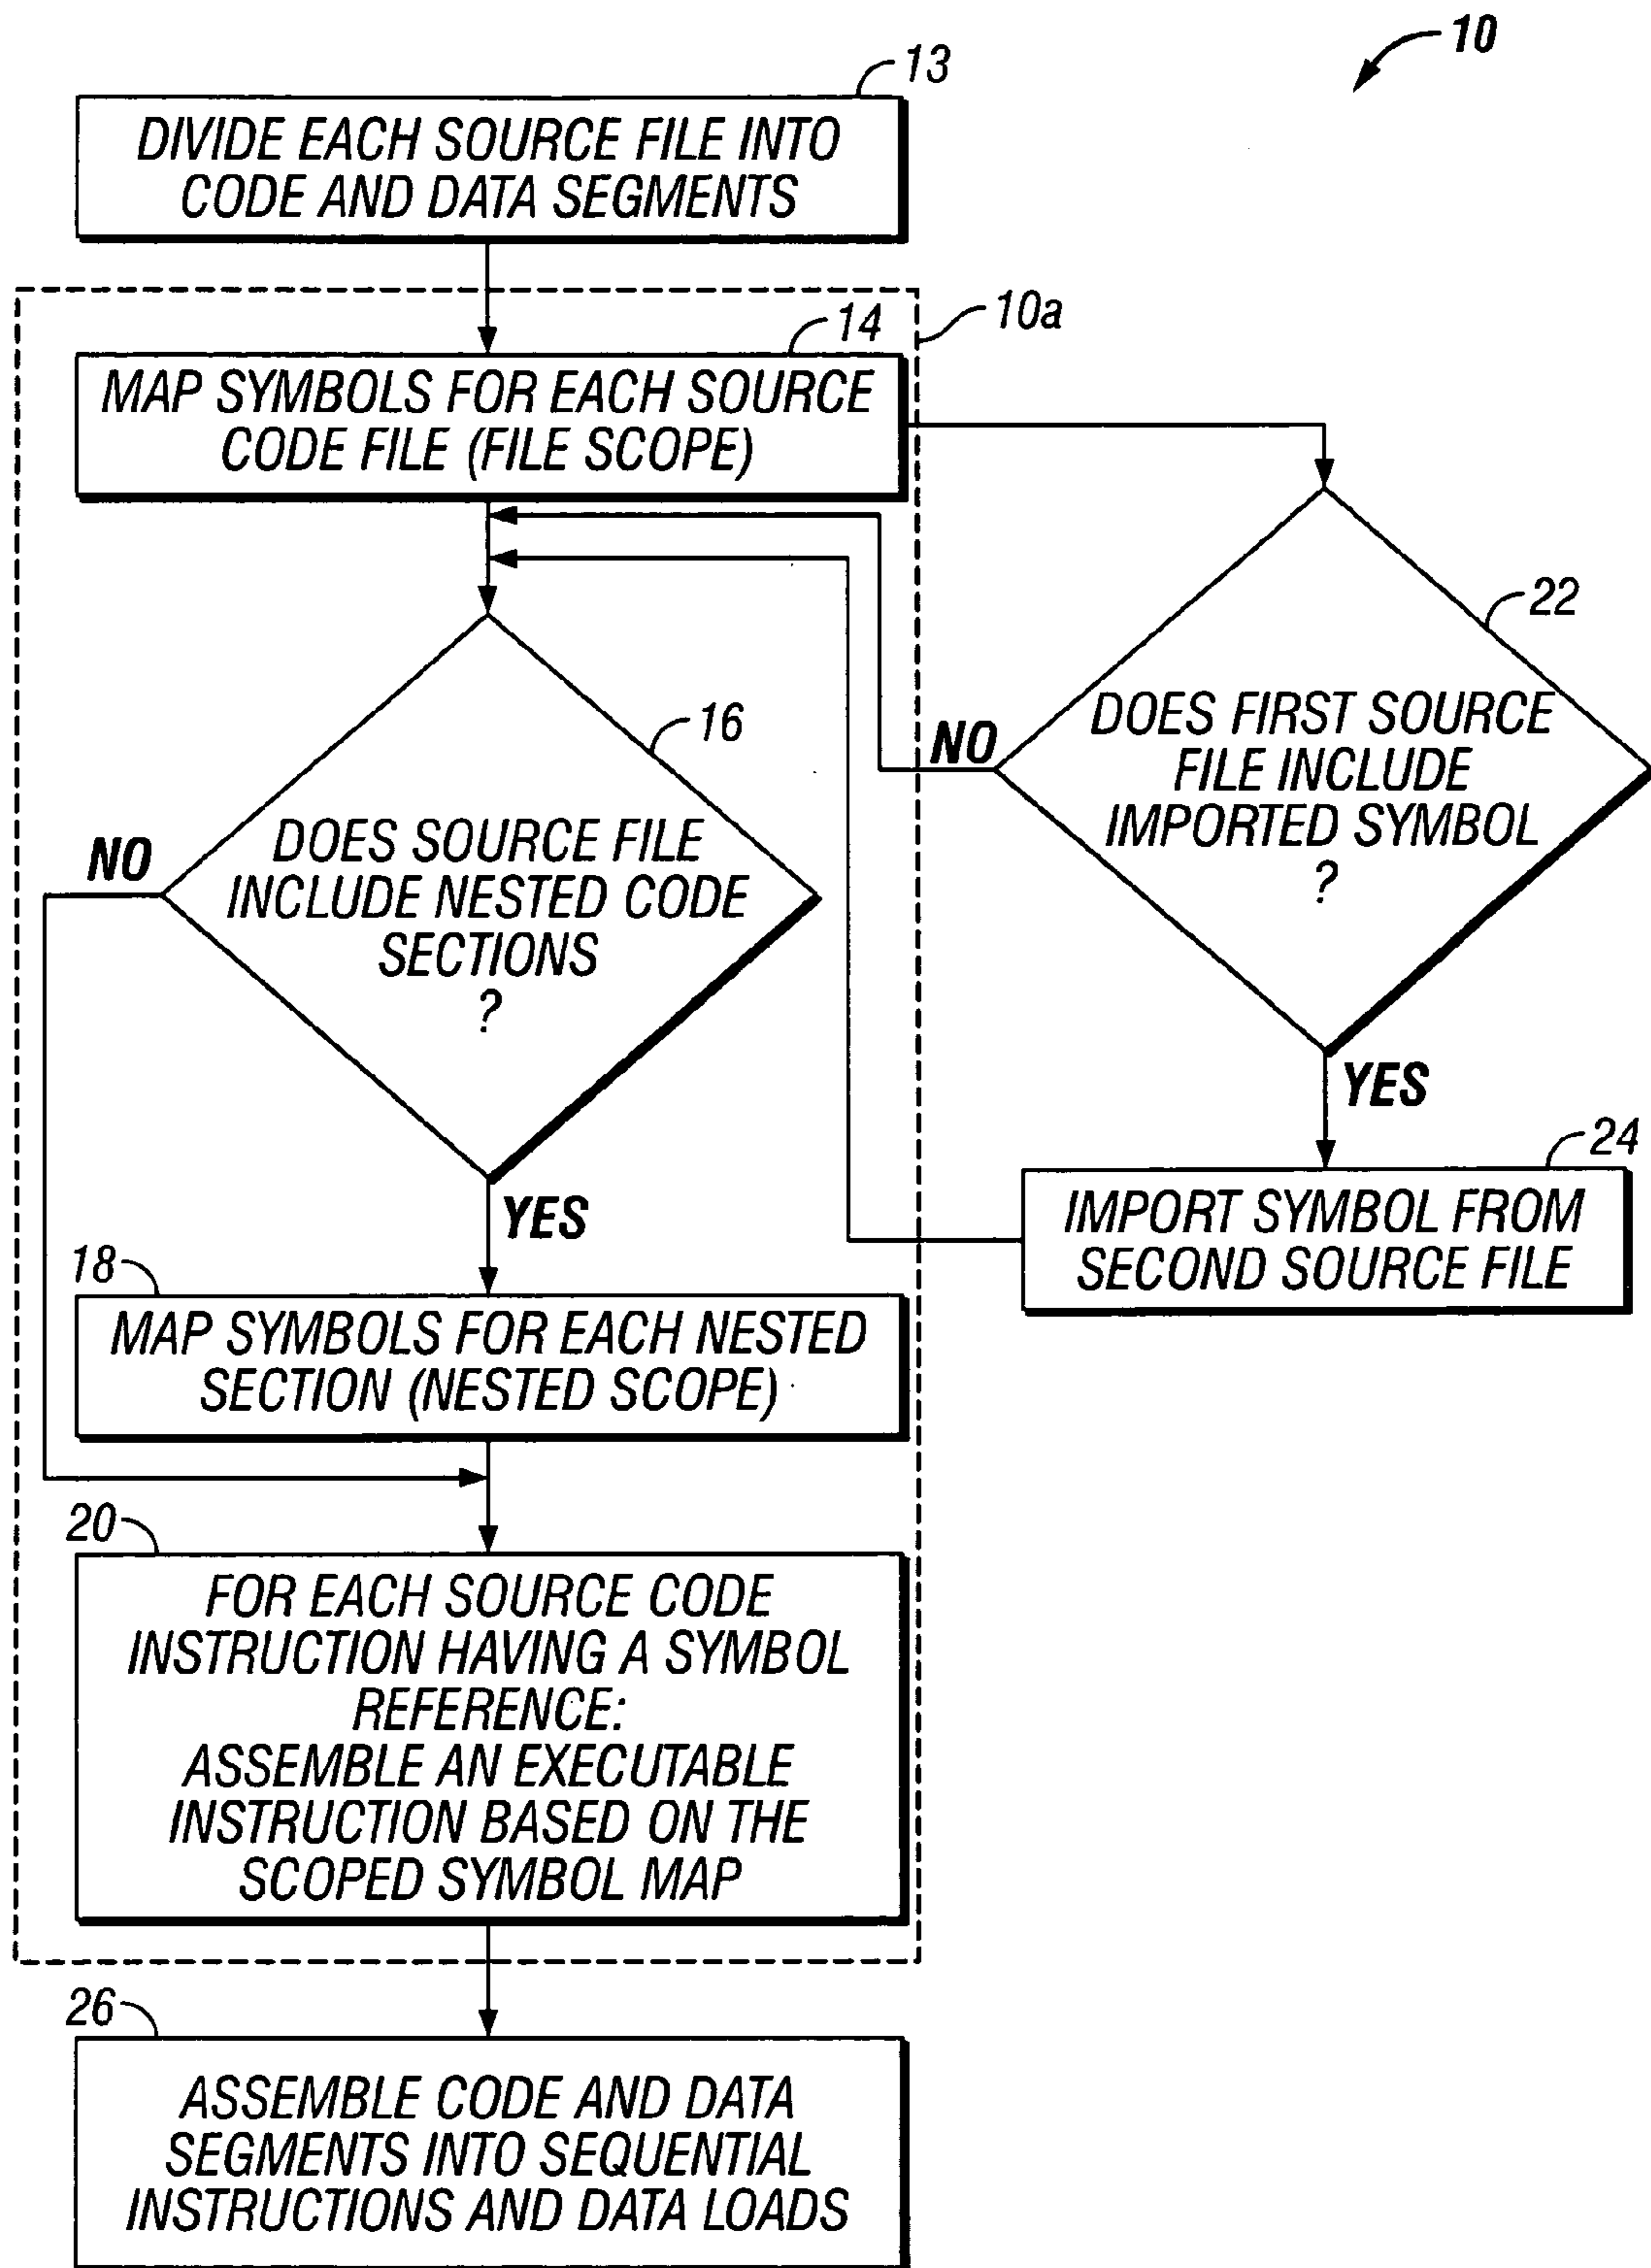 10
13
DIVIDE EACH SOURCE FILE INTO
CODE AND DATA SEGMENTS
10a
14
MAP SYMBOLS FOR EACH SOURCE
CODE FILE (FILE SCOPE)
22
DOES FIRST SOURCE
FILE INCLUDE
IMPORTED SYMBOL
?
NO
YES
16
DOES SOURCE FILE
INCLUDE NESTED CODE
SECTIONS
?
NO
YES
24
IMPORT SYMBOL FROM
SECOND SOURCE FILE
18
MAP SYMBOLS FOR EACH NESTED
SECTION (NESTED SCOPE)
20
FOR EACH SOURCE CODE
INSTRUCTION HAVING A SYMBOL
REFERENCE:
ASSEMBLE AN EXECUTABLE
INSTRUCTION BASED ON THE
SCOPED SYMBOL MAP
26
ASSEMBLE CODE AND DATA
SEGMENTS INTO SEQUENTIAL
INSTRUCTIONS AND DATA LOADS